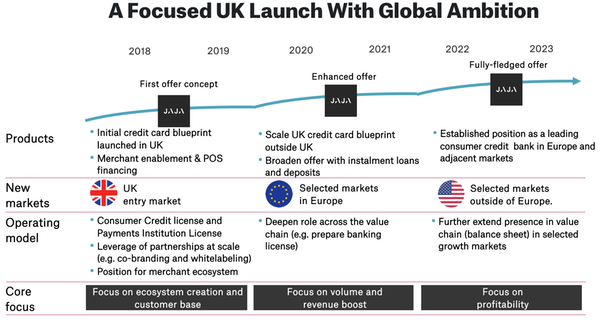 A Focused UK Launch With Global Ambition
2018 2019 2020 2021 2022 2023
First offer concept
Enhanced offer
Fully-fledged offer
JAJA
JAJA
JAJA
Products
• Initial credit card blueprint
launched in UK
• Merchant enablement & POS
financing
• Scale UK credit card blueprint
outside UK
• Broaden offer with instalment loans
and deposits
• Established position as a leading
consumer credit bank in Europe and
adjacent markets
New
markets
UK
entry market
Selected markets
in Europe
Selected markets
outside of Europe.
Operating
model
• Consumer Credit license and
Payments Institution License
• Leverage of partnerships at scale
(e.g. co-branding and whitelabeling)
• Position for merchant ecosystem
• Deepen role across the value
chain (e.g. prepare banking
license)
• Further extend presence in value
chain (balance sheet) in selected
growth markets
Core
focus
Focus on ecosystem creation and
customer base
Focus on volume and
revenue boost
Focus on
profitability